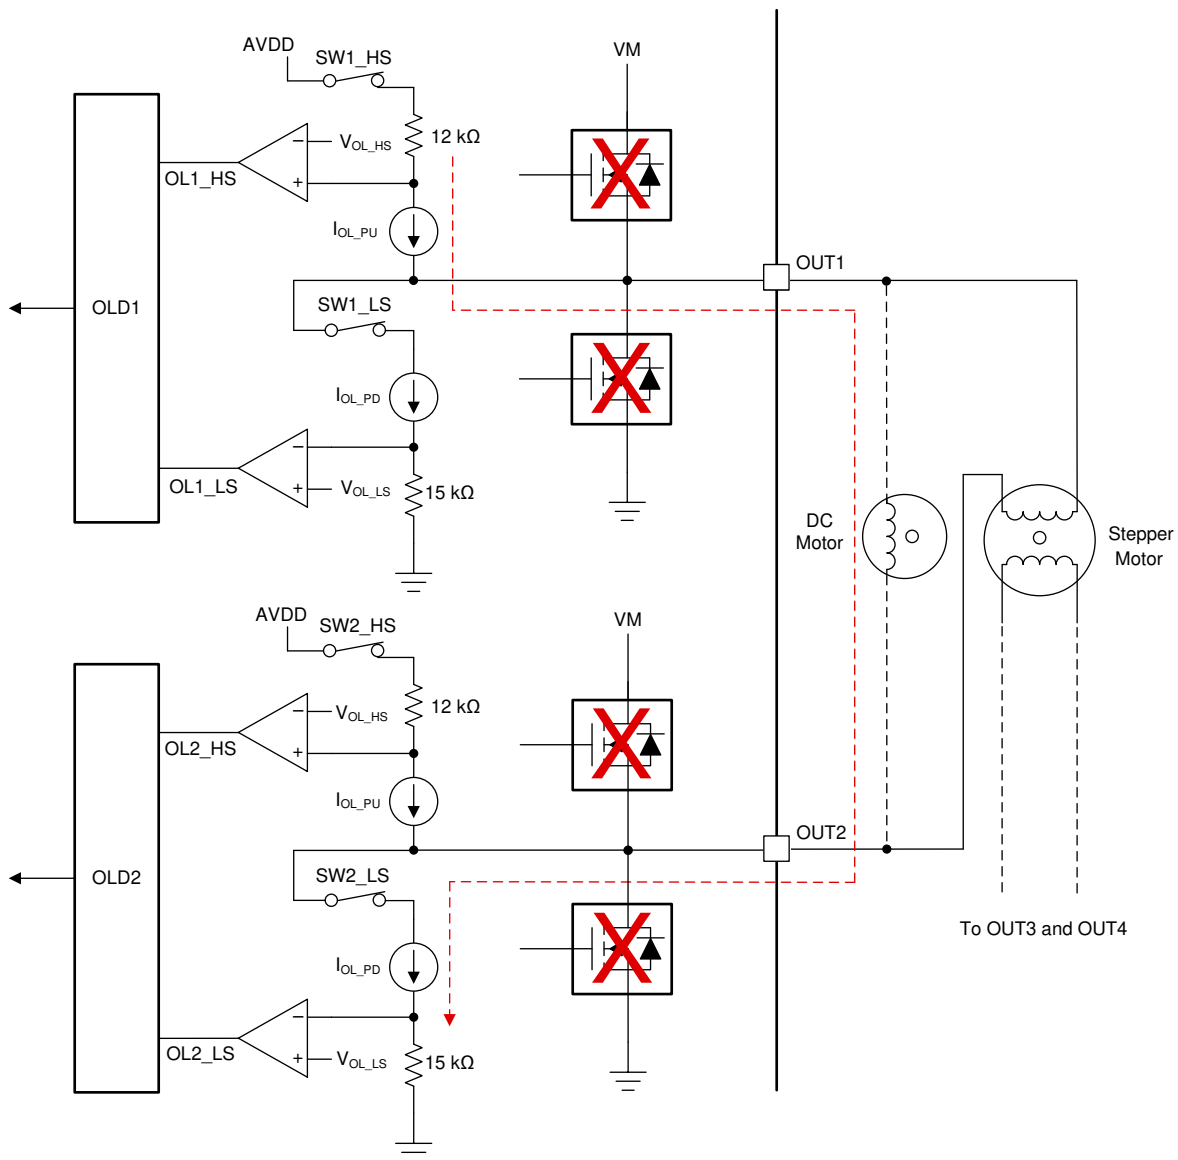 AVDD
SW1_HS
VM
12 kΩ
VOL_HS
OL1_HS
IOL_PU
OUT1
SW1_LS
OLD1
IOL_PD
OL1_LS
VOL_LS
15 kΩ
DC
Motor
Stepper
Motor
AVDD
SW2_HS
VM
12 kΩ
VOL_HS
OL2_HS
IOL_PU
OUT2
SW2_LS
OLD2
To OUT3 and OUT4
IOL_PD
OL2_LS
VOL_LS
15 kΩ